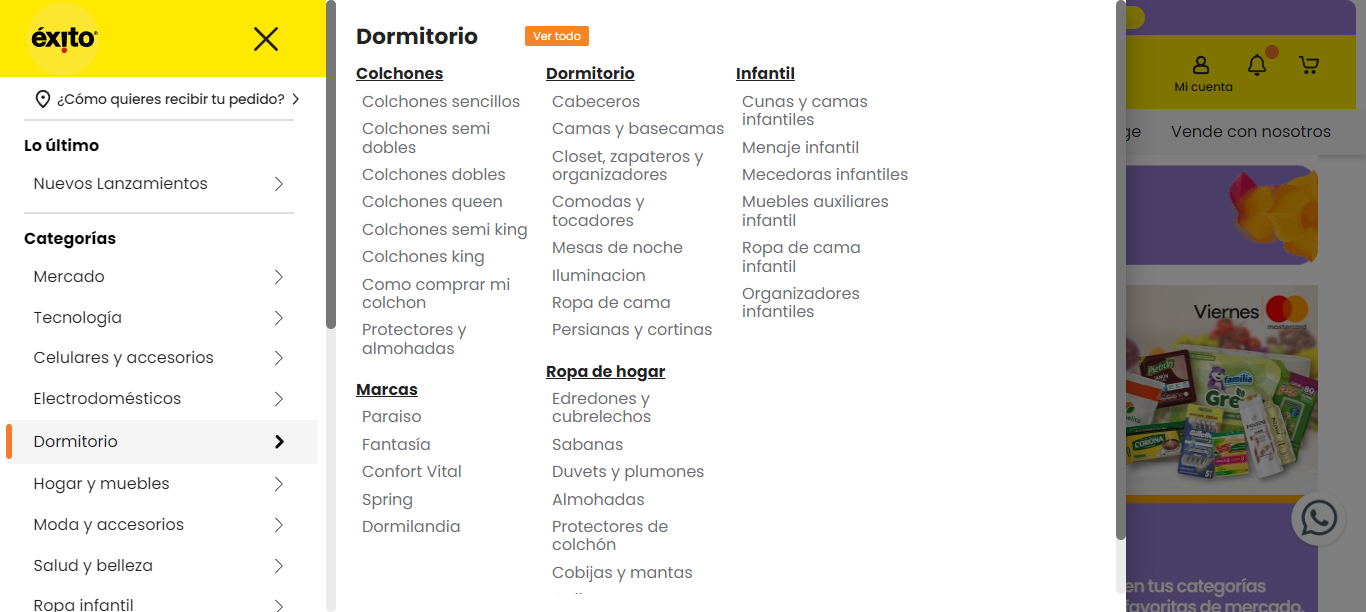 éxito
¿Cómo quieres recibir tu pedido?
Lo último
Nuevos Lanzamientos
Categorías
Mercado
Tecnología
Celulares y accesorios
Electrodomésticos
Dormitorio
Hogar y muebles
Moda y accesorios
Salud y belleza
Ropa infantil
Dormitorio
Ver todo
Colchones
Colchones sencillos
Colchones semi
dobles
Colchones dobles
Colchones queen
Colchones semi king
Colchones king
Como comprar mi
colchon
Protectores y
almohadas
Marcas
Paraiso
Fantasía
Confort Vital
Spring
Dormilandia
Dormitorio
Cabeceros
Camas y basecamas
Closet, zapateros y
organizadores
Comodas y
tocadores
Mesas de noche
Iluminacion
Ropa de cama
Persianas y cortinas
Ropa de hogar
Edredones y
cubrelechos
Sabanas
Duvets y plumones
Almohadas
Protectores de
colchón
Cobijas y mantas
Infantil
Cunas y camas
infantiles
Menaje infantil
Mecedoras infantiles
Muebles auxiliares
infantil
Ropa de cama
infantil
Organizadores
infantiles
Mi cuenta
Vende con nosotros
Viernes
mastercard
Pietrán
familia
CORONA
en tus categorías
favoritas de mercado.